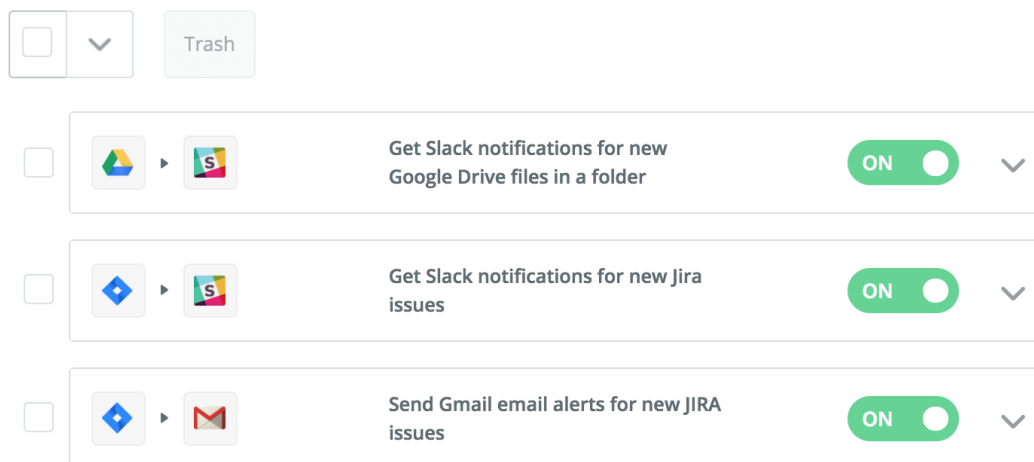 Trash
Get Slack notifications for new
Google Drive files in a folder
ON
S
Get Slack notifications for new Jira
issues
ON
S
Send Gmail email alerts for new JIRA
issues
ON